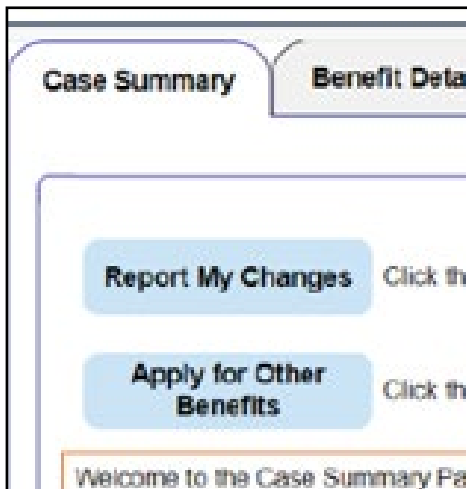 Case Summary
Benefit Deta
Report My Changes
Click th
Apply for Other
Benefits
Click th
Welcome to the Case Summary Pa